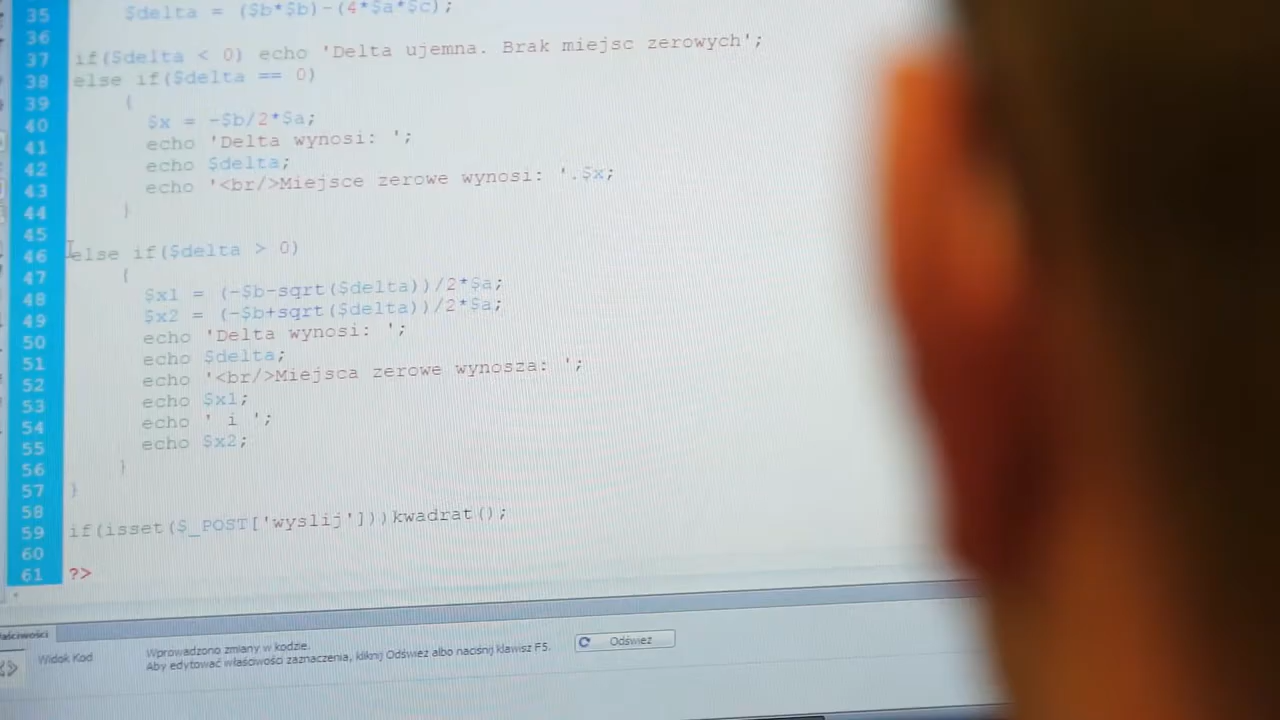 35 $delta = ($b*$b)-(4*$a*$c);
36
37 if($delta < 0) echo 'Delta ujemna. Brak miejsc zerowych';
38 else if($delta == 0)
39 {
40 $x = -$b/2*$a;
41 echo 'Delta wynosi: ';
42 echo $delta;
43 echo '<br/>Miejsce zerowe wynosi: '.$x;
44 }
45
46 else if($delta > 0)
47 {
48 $x1 = (-$b-sqrt($delta))/2*$a;
49 $x2 = (-$b+sqrt($delta))/2*$a;
50 echo 'Delta wynosi: ';
51 echo $delta;
52 echo '<br/>Miejsca zerowe wynosza: ';
53 echo $x1;
54 echo ' i ';
55 echo $x2;
56 }
57 }
58
59 if(isset($_POST['wyslij']))kwadrat();
60
61 ?>
Widok Kod
Wprowadzono zmiany w kodzie.
Aby edytować właściwości zaznaczenia, kliknij Odśwież albo naciśnij klawisz F5.
Odśwież